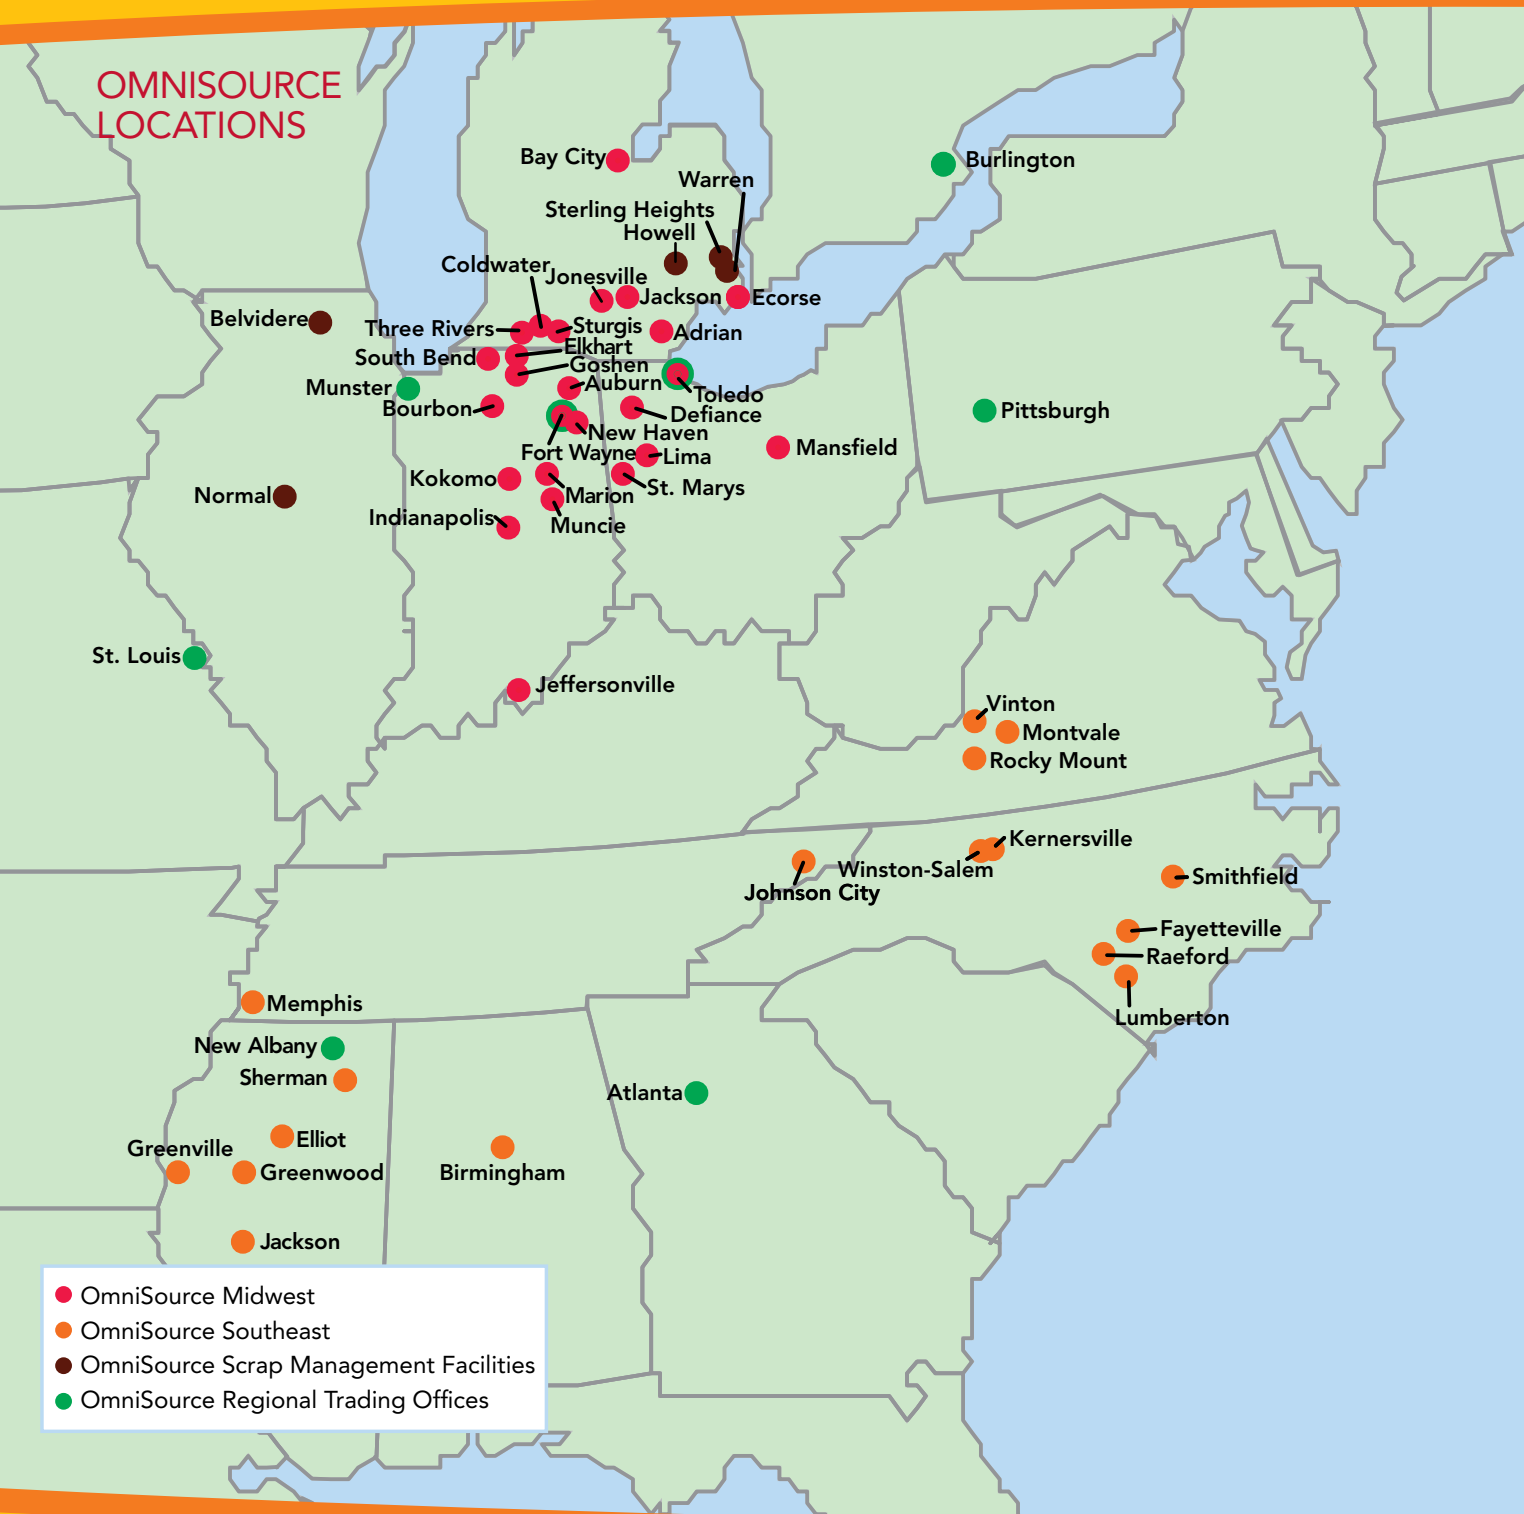 OMNISOURCE
LOCATIONS
Bay City
Burlington
Warren
Sterling Heights
Howell
Coldwater
Jonesville
Jackson
Ecorse
Belvidere
Three Rivers
Sturgis
Adrian
Elkhart
South Bend
Goshen
Munster
Auburn
Toledo
Bourbon
Defiance
Pittsburgh
New Haven
Fort Wayne
Lima
Mansfield
Kokomo
Marion
St. Marys
Normal
Indianapolis
Muncie
St. Louis
Jeffersonville
Vinton
Montvale
Rocky Mount
Kernersville
Winston-Salem
Johnson City
Smithfield
Fayetteville
Raeford
Memphis
Lumberton
New Albany
Sherman
Atlanta
Elliot
Greenville
Greenwood
Birmingham
Jackson
OmniSource Midwest
OmniSource Southeast
OmniSource Scrap Management Facilities
OmniSource Regional Trading Offices